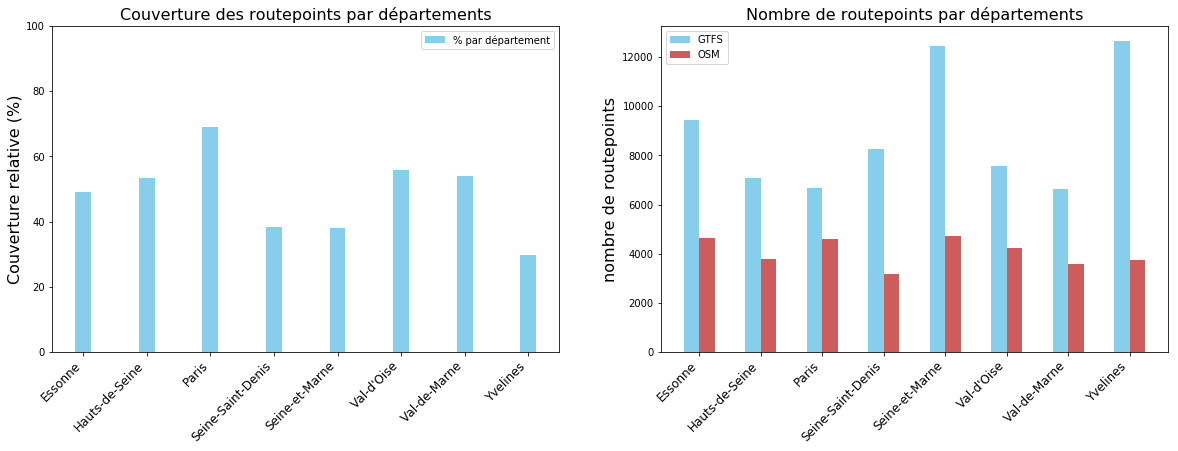 Couverture des routepoints par départements
Couverture relative (%)
100
80
60
40
20
0
% par département
Essonne
Hauts-de-Seine
Paris
Seine-Saint-Denis
Seine-et-Marne
Val-d'Oise
Val-de-Marne
Yvelines
Nombre de routepoints par départements
nombre de routepoints
12000
10000
8000
6000
4000
2000
0
GTFS
OSM
Essonne
Hauts-de-Seine
Paris
Seine-Saint-Denis
Seine-et-Marne
Val-d'Oise
Val-de-Marne
Yvelines